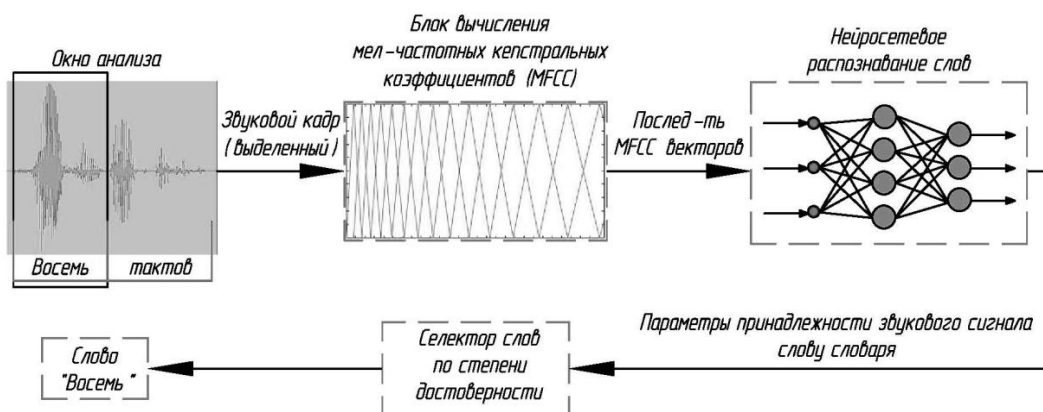 Окно анализа
Восемь
тактов
Звуковой кадр
(выделенный)
Блок вычисления
мел-частотных кепстральных
коэффициентов (MFCC)
Послед-ть
MFCC векторов
Нейросетевое
распознавание слов
Параметры принадлежности звукового сигнала
слову словаря
Селектор слов
по степени
достоверности
Слово
"Восемь"